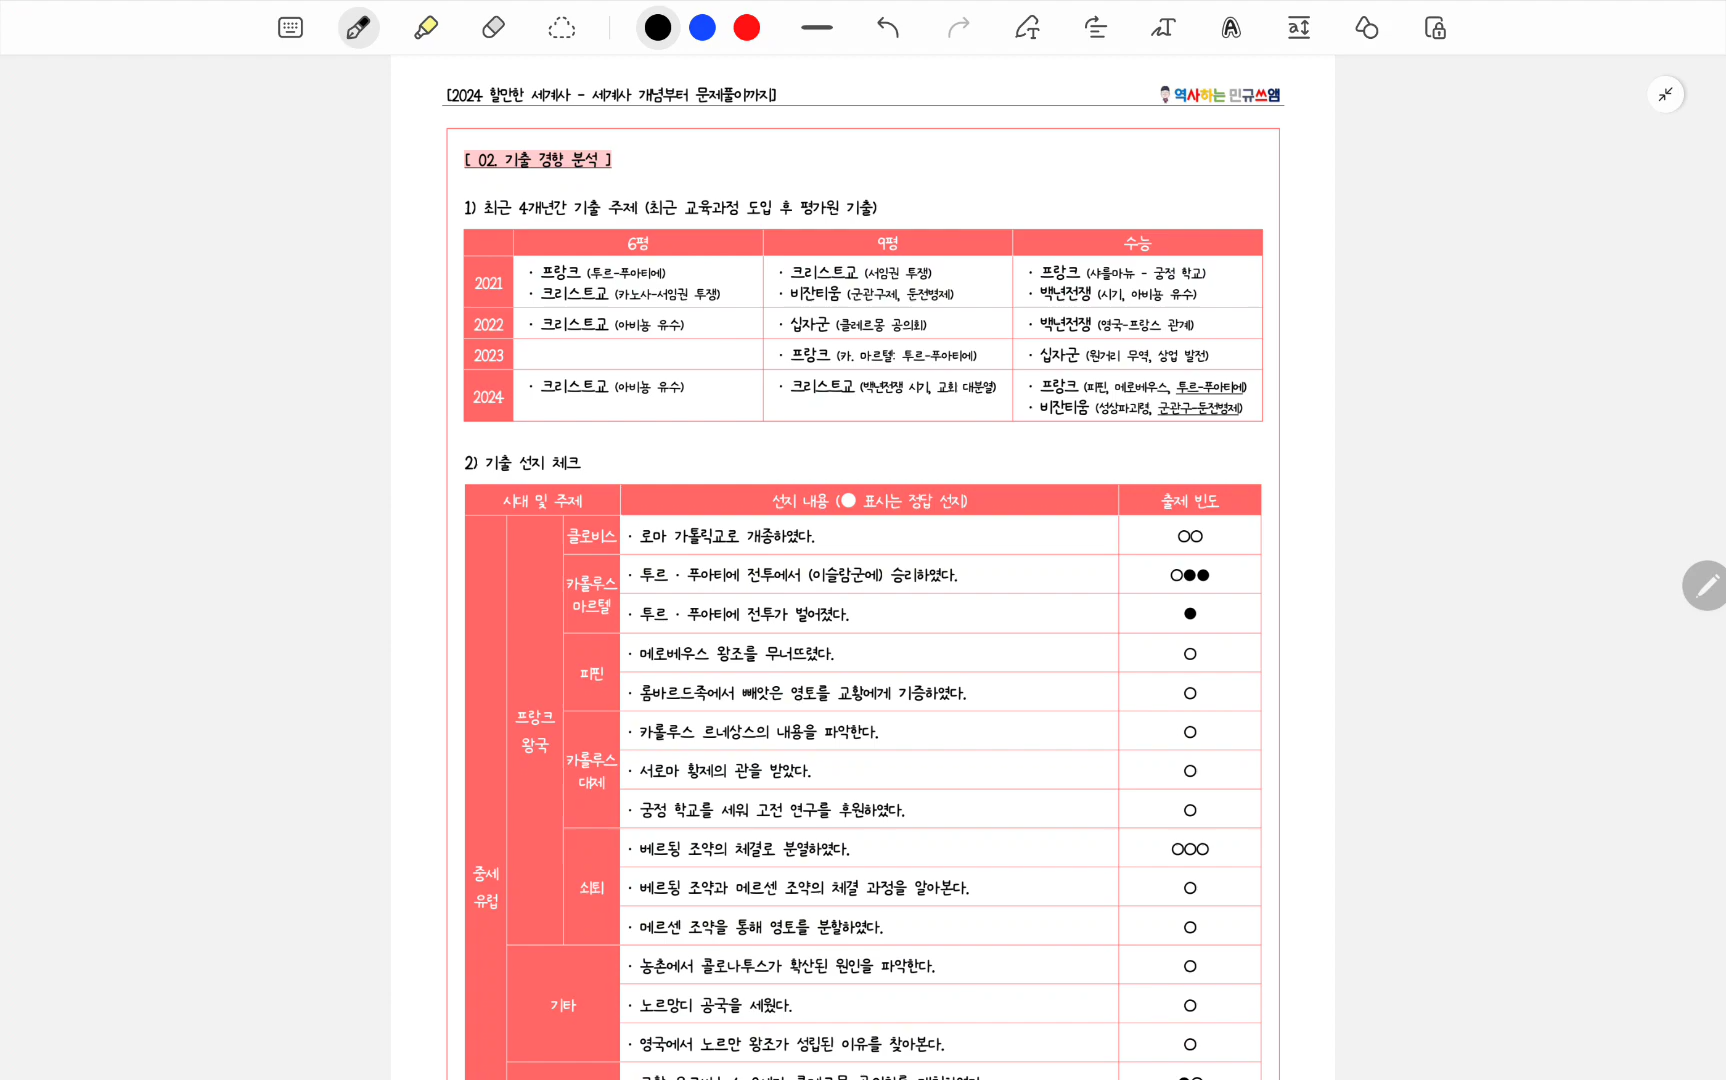 [2024 할만한 세계사 - 세계사 개념부터 문제풀이까지]
역사하는 민규쓰앰
[ 02. 기출 경향 분석 ]
1) 최근 4개년간 기출 주제 (최근 교육과정 도입 후 평가원 기출)
6평 9평 수능
2021
· 프랑크 (투르-푸아티에)
· 크리스트교 (카노사-서임권 투쟁)
· 크리스트교 (서임권 투쟁)
· 비잔티움 (군관구제, 둔전병제)
· 프랑크 (샤를마뉴 - 궁정 학교)
· 백년전쟁 (시기, 아비뇽 유수)
2022
· 크리스트교 (아비뇽 유수)
· 십자군 (클레르몽 공의회)
· 백년전쟁 (영국-프랑스 관계)
2023
· 프랑크 (카. 마르텔: 투르-푸아티에)
· 십자군 (원거리 무역, 상업 발전)
2024
· 크리스트교 (아비뇽 유수)
· 크리스트교 (백년전쟁 시기, 교회 대분열)
· 프랑크 (피핀, 메로베우스, 투르-푸아티에)
· 비잔티움 (성상파괴령, 군관구-둔전병제)
2) 기출 선지 체크
시대 및 주제 선지 내용 (● 표시는 정답 선지) 출제 빈도
중세
유럽
프랑크
왕국
클로비스
· 로마 가톨릭교로 개종하였다. ○○
카롤루스
마르텔
· 투르 · 푸아티에 전투에서 (이슬람군에) 승리하였다. ○●●
· 투르 · 푸아티에 전투가 벌어졌다. ●
피핀
· 메로베우스 왕조를 무너뜨렸다. ○
· 롬바르드족에서 빼앗은 영토를 교황에게 기증하였다. ○
카롤루스
대제
· 카롤루스 르네상스의 내용을 파악한다. ○
· 서로마 황제의 관을 받았다. ○
· 궁정 학교를 세워 고전 연구를 후원하였다. ○
쇠퇴
· 베르됭 조약의 체결로 분열하였다. ○○○
· 베르됭 조약과 메르센 조약의 체결 과정을 알아본다. ○
· 메르센 조약을 통해 영토를 분할하였다. ○
기타
· 농촌에서 콜로나투스가 확산된 원인을 파악한다. ○
· 노르망디 공국을 세웠다. ○
· 영국에서 노르만 왕조가 성립된 이유를 찾아본다. ○